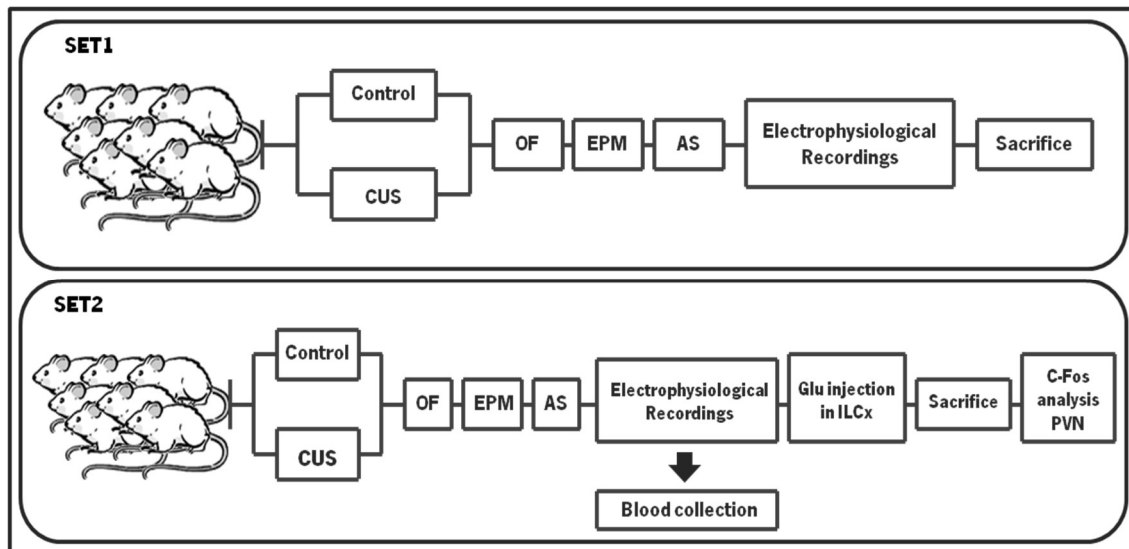 SET1
Control
CUS
OF
EPM
AS
Electrophysiological
Recordings
Sacrifice
SET2
Control
CUS
OF
EPM
AS
Electrophysiological
Recordings
Blood collection
Glu injection
in ILCx
Sacrifice
C-Fos
analysis
PVN